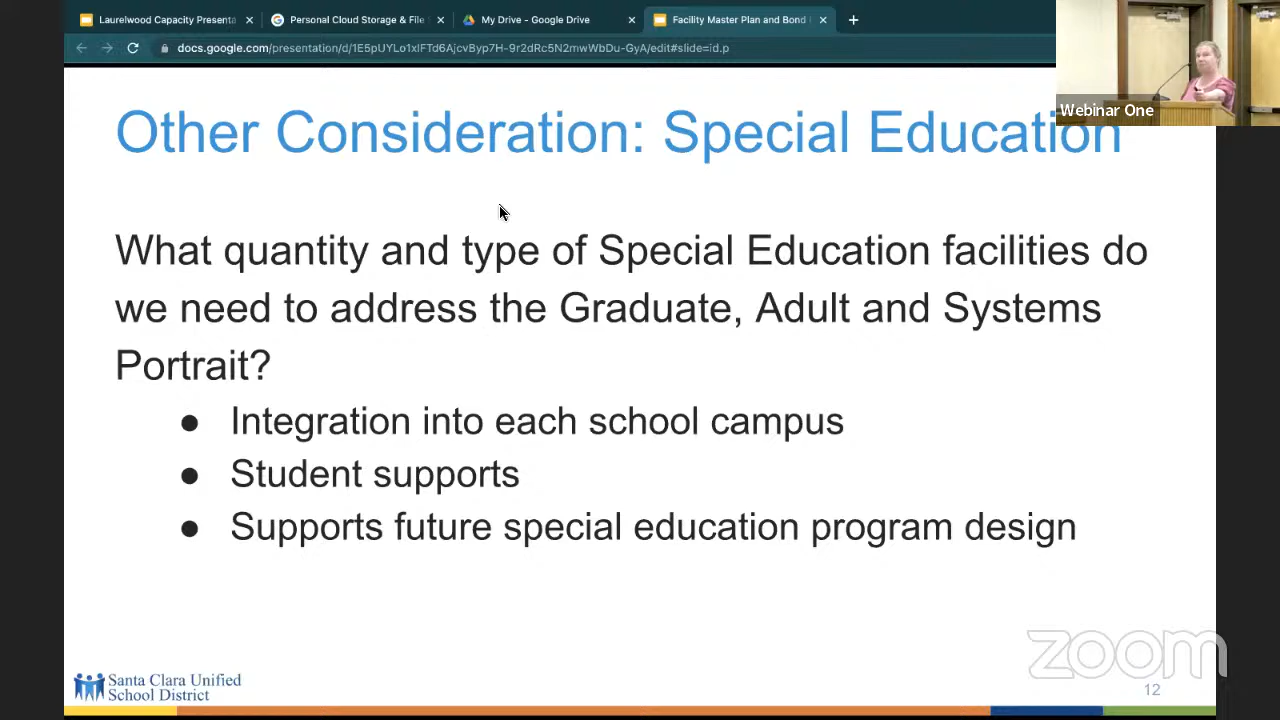 Laurelwood Capacity Presenta
Personal Cloud Storage & File
My Drive - Google Drive
Facility Master Plan and Bond
docs.google.com/presentation/d/1E5pUYLo1xlFTd6AjcvByp7H-9r2dRc5N2mwWbDu-GyA/edit#slide=id.p
Webinar One
Other Consideration: Special Education
What quantity and type of Special Education facilities do
we need to address the Graduate, Adult and Systems
Portrait?
● Integration into each school campus
● Student supports
● Supports future special education program design
zoom
Santa Clara Unified
School District
12